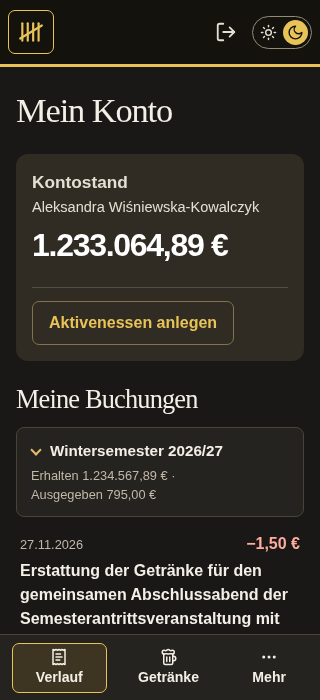 Mein Konto
Kontostand
Aleksandra Wiśniewska-Kowalczyk
1.233.064,89 €
Aktivenessen anlegen
Meine Buchungen
Wintersemester 2026/27
Erhalten 1.234.567,89 € ·
Ausgegeben 795,00 €
27.11.2026 −1,50 €
Erstattung der Getränke für den
gemeinsamen Abschlussabend der
Semesterantrittsveranstaltung mit
Verlauf Getränke Mehr